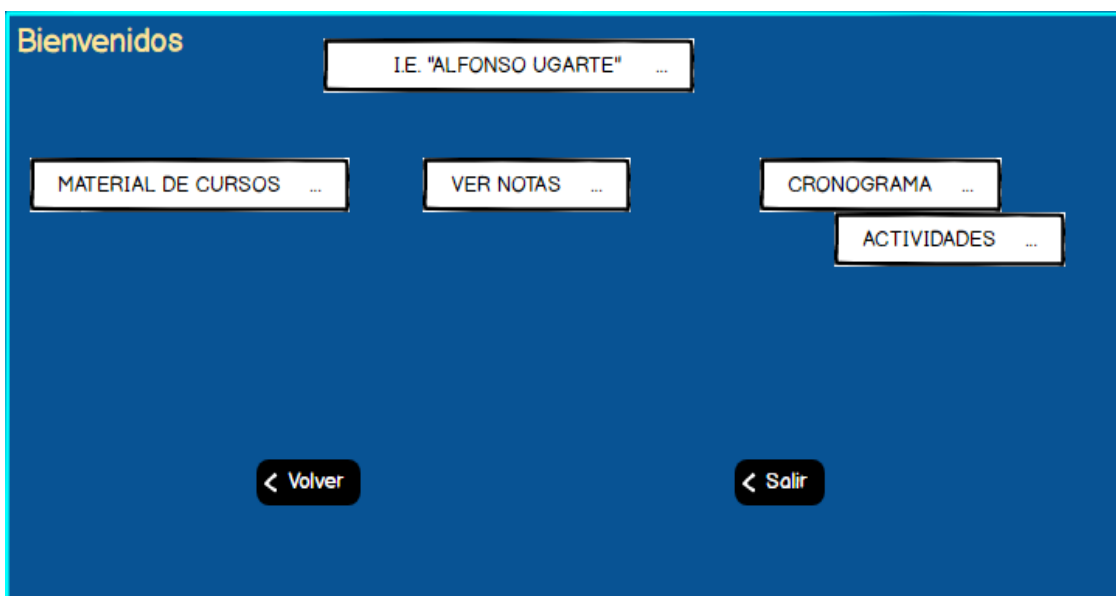 Bienvenidos
I.E. "ALFONSO UGARTE" ...
MATERIAL DE CURSOS ...
VER NOTAS ...
CRONOGRAMA ...
ACTIVIDADES ...
< Volver
< Salir